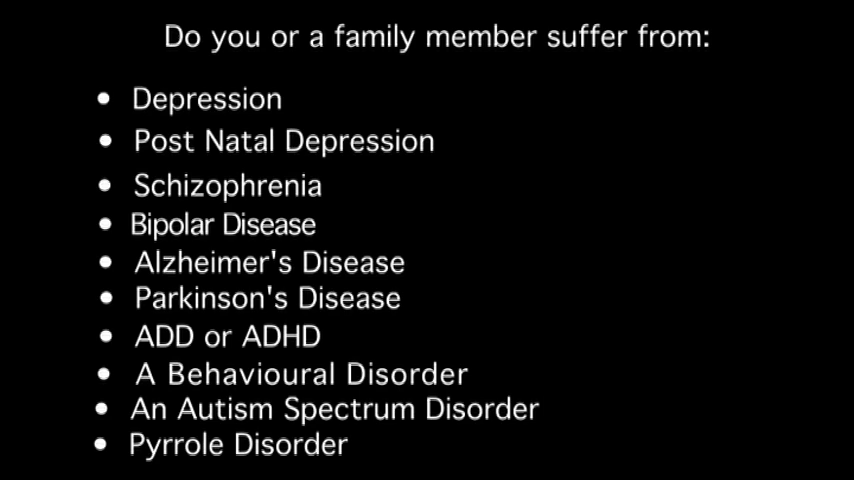 Do you or a family member suffer from:
• Depression
• Post Natal Depression
• Schizophrenia
• Bipolar Disease
• Alzheimer's Disease
• Parkinson's Disease
• ADD or ADHD
• A Behavioural Disorder
• An Autism Spectrum Disorder
• Pyrrole Disorder